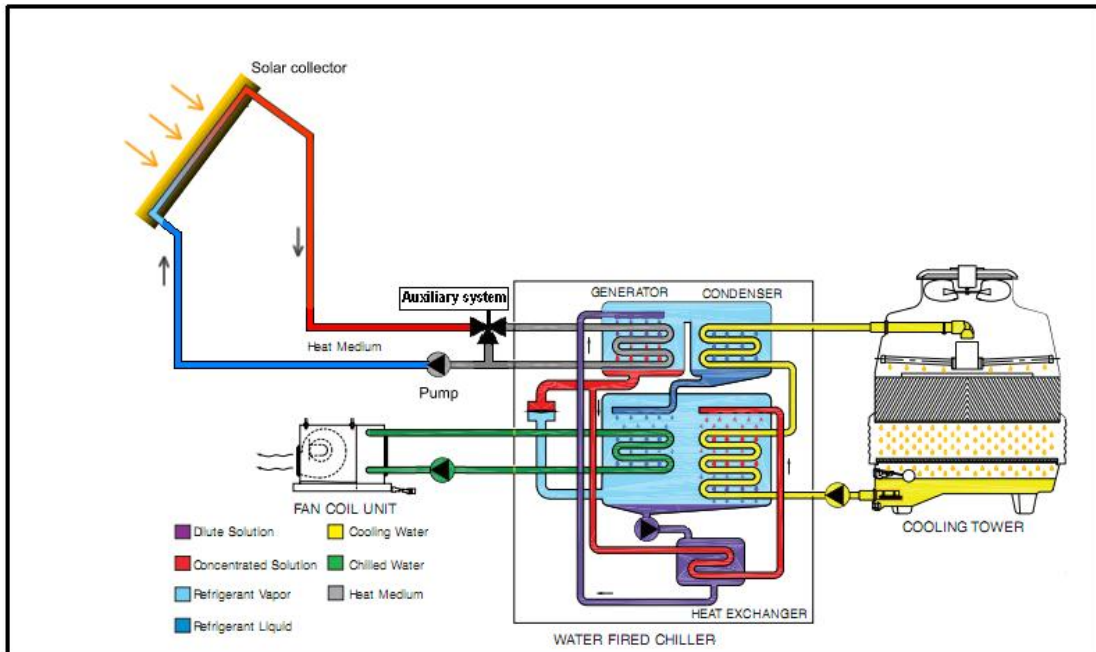 Solar collector
Auxiliary system
GENERATOR
CONDENSER
Heat Medium
Pump
FAN COIL UNIT
COOLING TOWER
Dilute Solution
Cooling Water
Concentrated Solution
Chilled Water
Refrigerant Vapor
Heat Medium
Refrigerant Liquid
HEAT EXCHANGER
WATER FIRED CHILLER